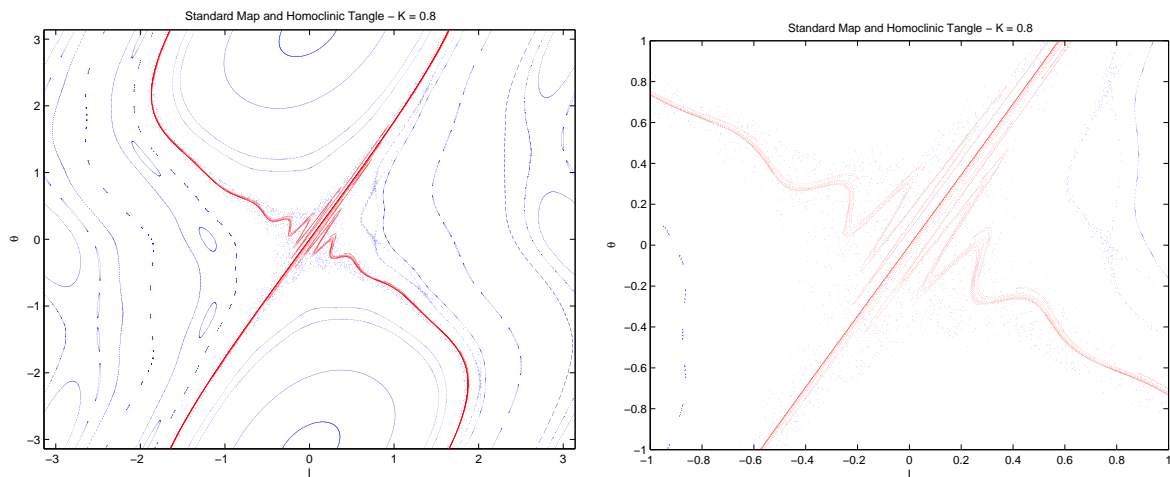 Standard Map and Homoclinic Tangle – K = 0.8
3
2
1
0
−1
−2
−3
θ
−3 −2 −1 0 1 2 3
I
Standard Map and Homoclinic Tangle – K = 0.8
1
0.8
0.6
0.4
0.2
0
−0.2
−0.4
−0.6
−0.8
−1
θ
−1 −0.8 −0.6 −0.4 −0.2 0 0.2 0.4 0.6 0.8 1
I